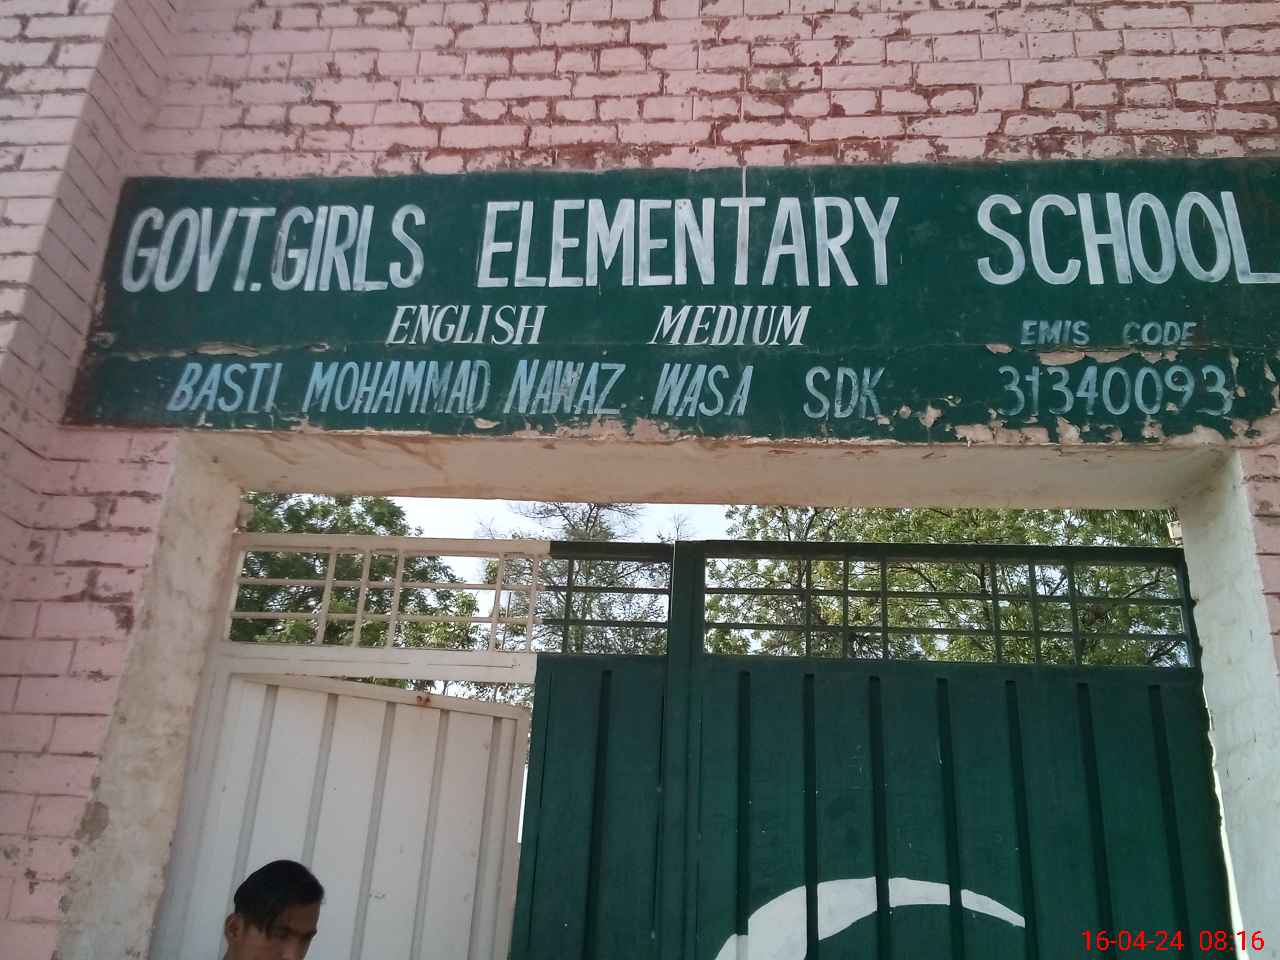 GOVT. GIRLS ELEMENTARY SCHOOL
ENGLISH MEDIUM
EMIS CODE
BASTI MOHAMMAD NAWAZ WASA SDK
31340093
16-04-24 08:16